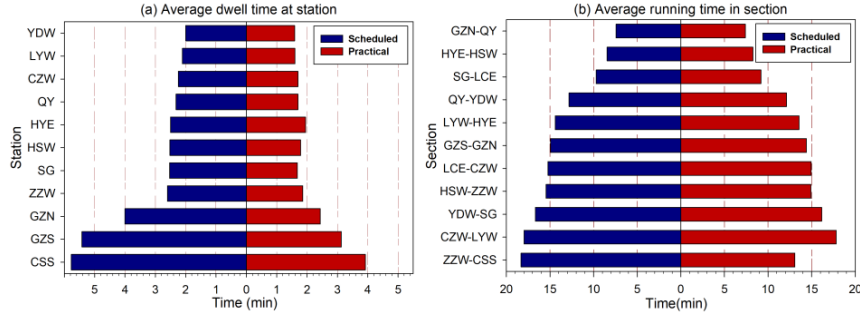 (a) Average dwell time at station
Scheduled
Practical
Station
YDW
LYW
CZW
QY
HYE
HSW
SG
ZZW
GZN
GZS
CSS
5 4 3 2 1 0 1 2 3 4 5
Time (min)
(b) Average running time in section
Scheduled
Practical
Section
GZN-QY
HYE-HSW
SG-LCE
QY-YDW
LYW-HYE
GZS-GZN
LCE-CZW
HSW-ZZW
YDW-SG
CZW-LYW
ZZW-CSS
20 15 10 5 0 5 10 15 20
Time(min)